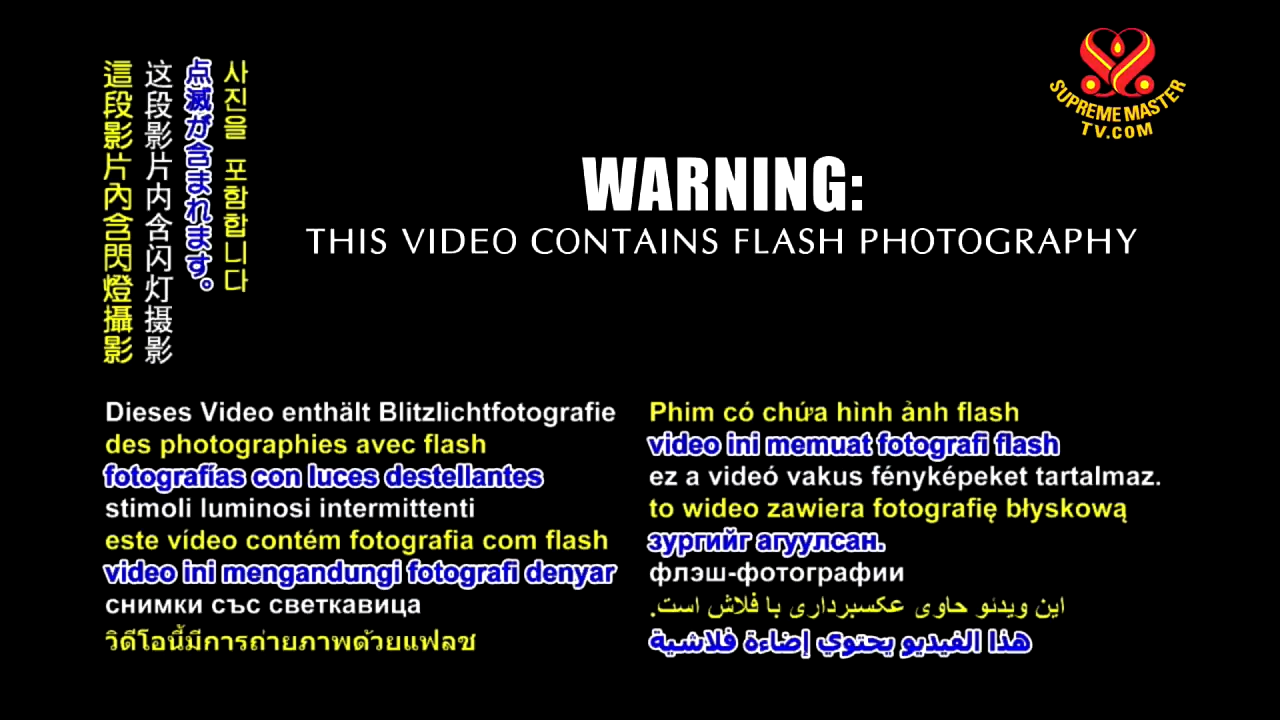 這段影片內含閃燈攝影
这段影片内含闪灯摄影
点滅が含まれます。
사진을 포함합니다
SUPREME MASTER
TV.COM
WARNING:
THIS VIDEO CONTAINS FLASH PHOTOGRAPHY
Dieses Video enthält Blitzlichtfotografie
des photographies avec flash
fotografías con luces destellantes
stimoli luminosi intermittenti
este vídeo contém fotografia com flash
video ini mengandungi fotografi denyar
снимки със светкавица
วิดีโอนี้มีการถ่ายภาพด้วยแฟลช
Phim có chứa hình ảnh flash
video ini memuat fotografi flash
ez a videó vakus fényképeket tartalmaz.
to wideo zawiera fotografię błyskową
зургийг агуулсан.
флэш-фотографии
این ویدئو حاوی عکسبرداری با فلاش است.
هذا الفيديو يحتوي إضاءة فلاشية